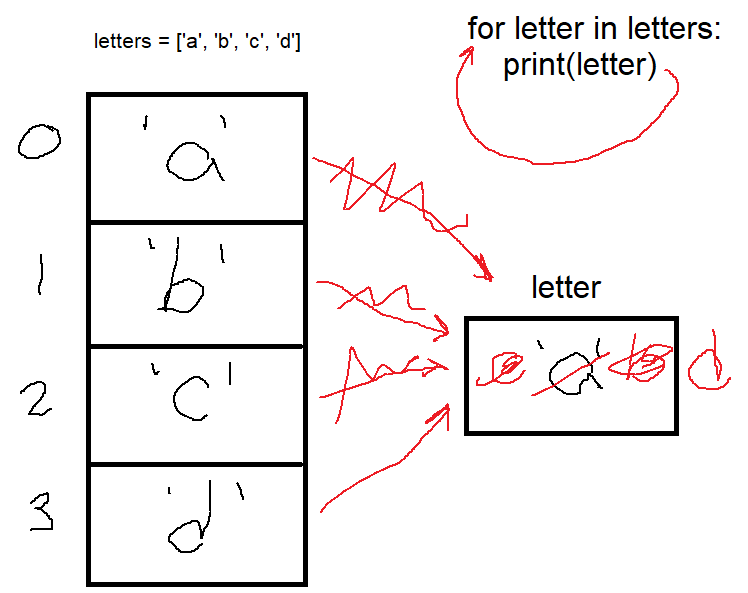 letters = ['a', 'b', 'c', 'd']
for letter in letters:
print(letter)
0
'a'
1
'b'
2
'c'
3
'd'
letter
'a' b d